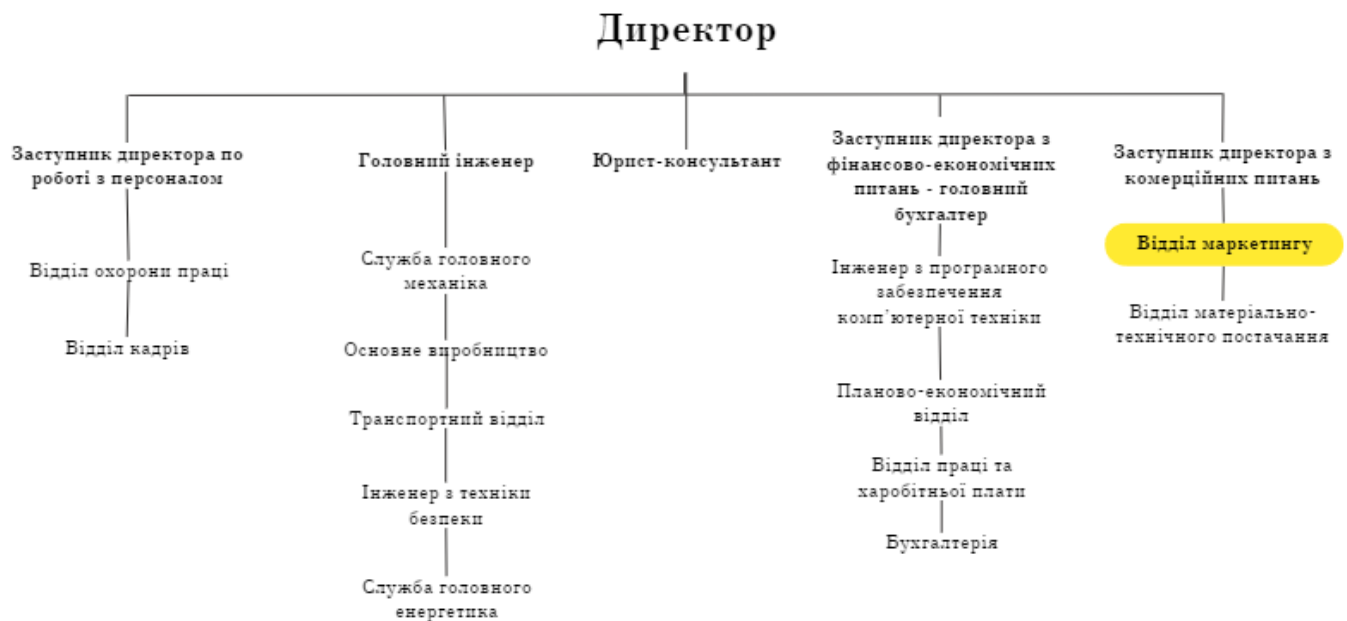 Директор
Заступник директора по
роботі з персоналом
Відділ охорони праці
Відділ кадрів
Головний інженер
Служба головного
механіка
Основне виробництво
Транспортний відділ
Інженер з техніки
безпеки
Служба головного
енергетика
Юрист-консультант
Заступник директора з
фінансово-економічних
питань - головний
бухгалтер
Інженер з програмного
забезпечення
комп'ютерної техніки
Планово-економічний
відділ
Відділ праці та
харобітньої плати
Бухгалтерія
Заступник директора з
комерційних питань
Відділ маркетингу
Відділ матеріально-
технічного постачання